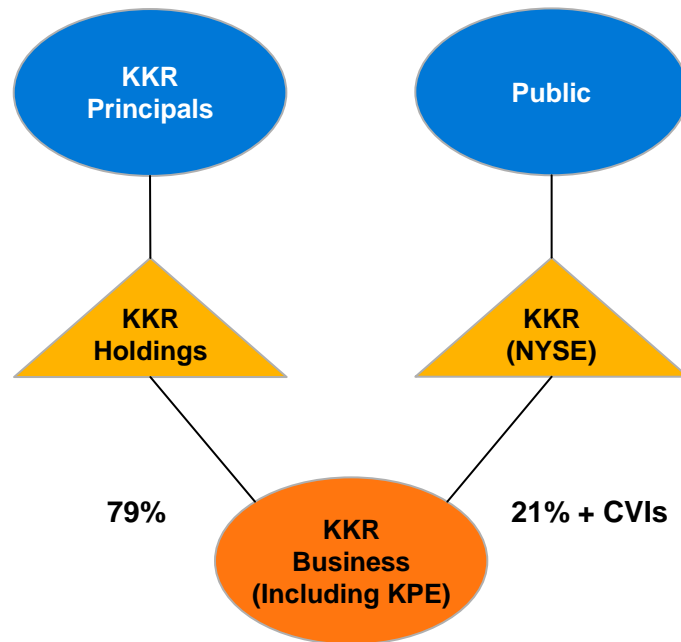 KKR
Principals
Public
KKR
Holdings
KKR
(NYSE)
79%
21% + CVIs
KKR
Business
(Including KPE)